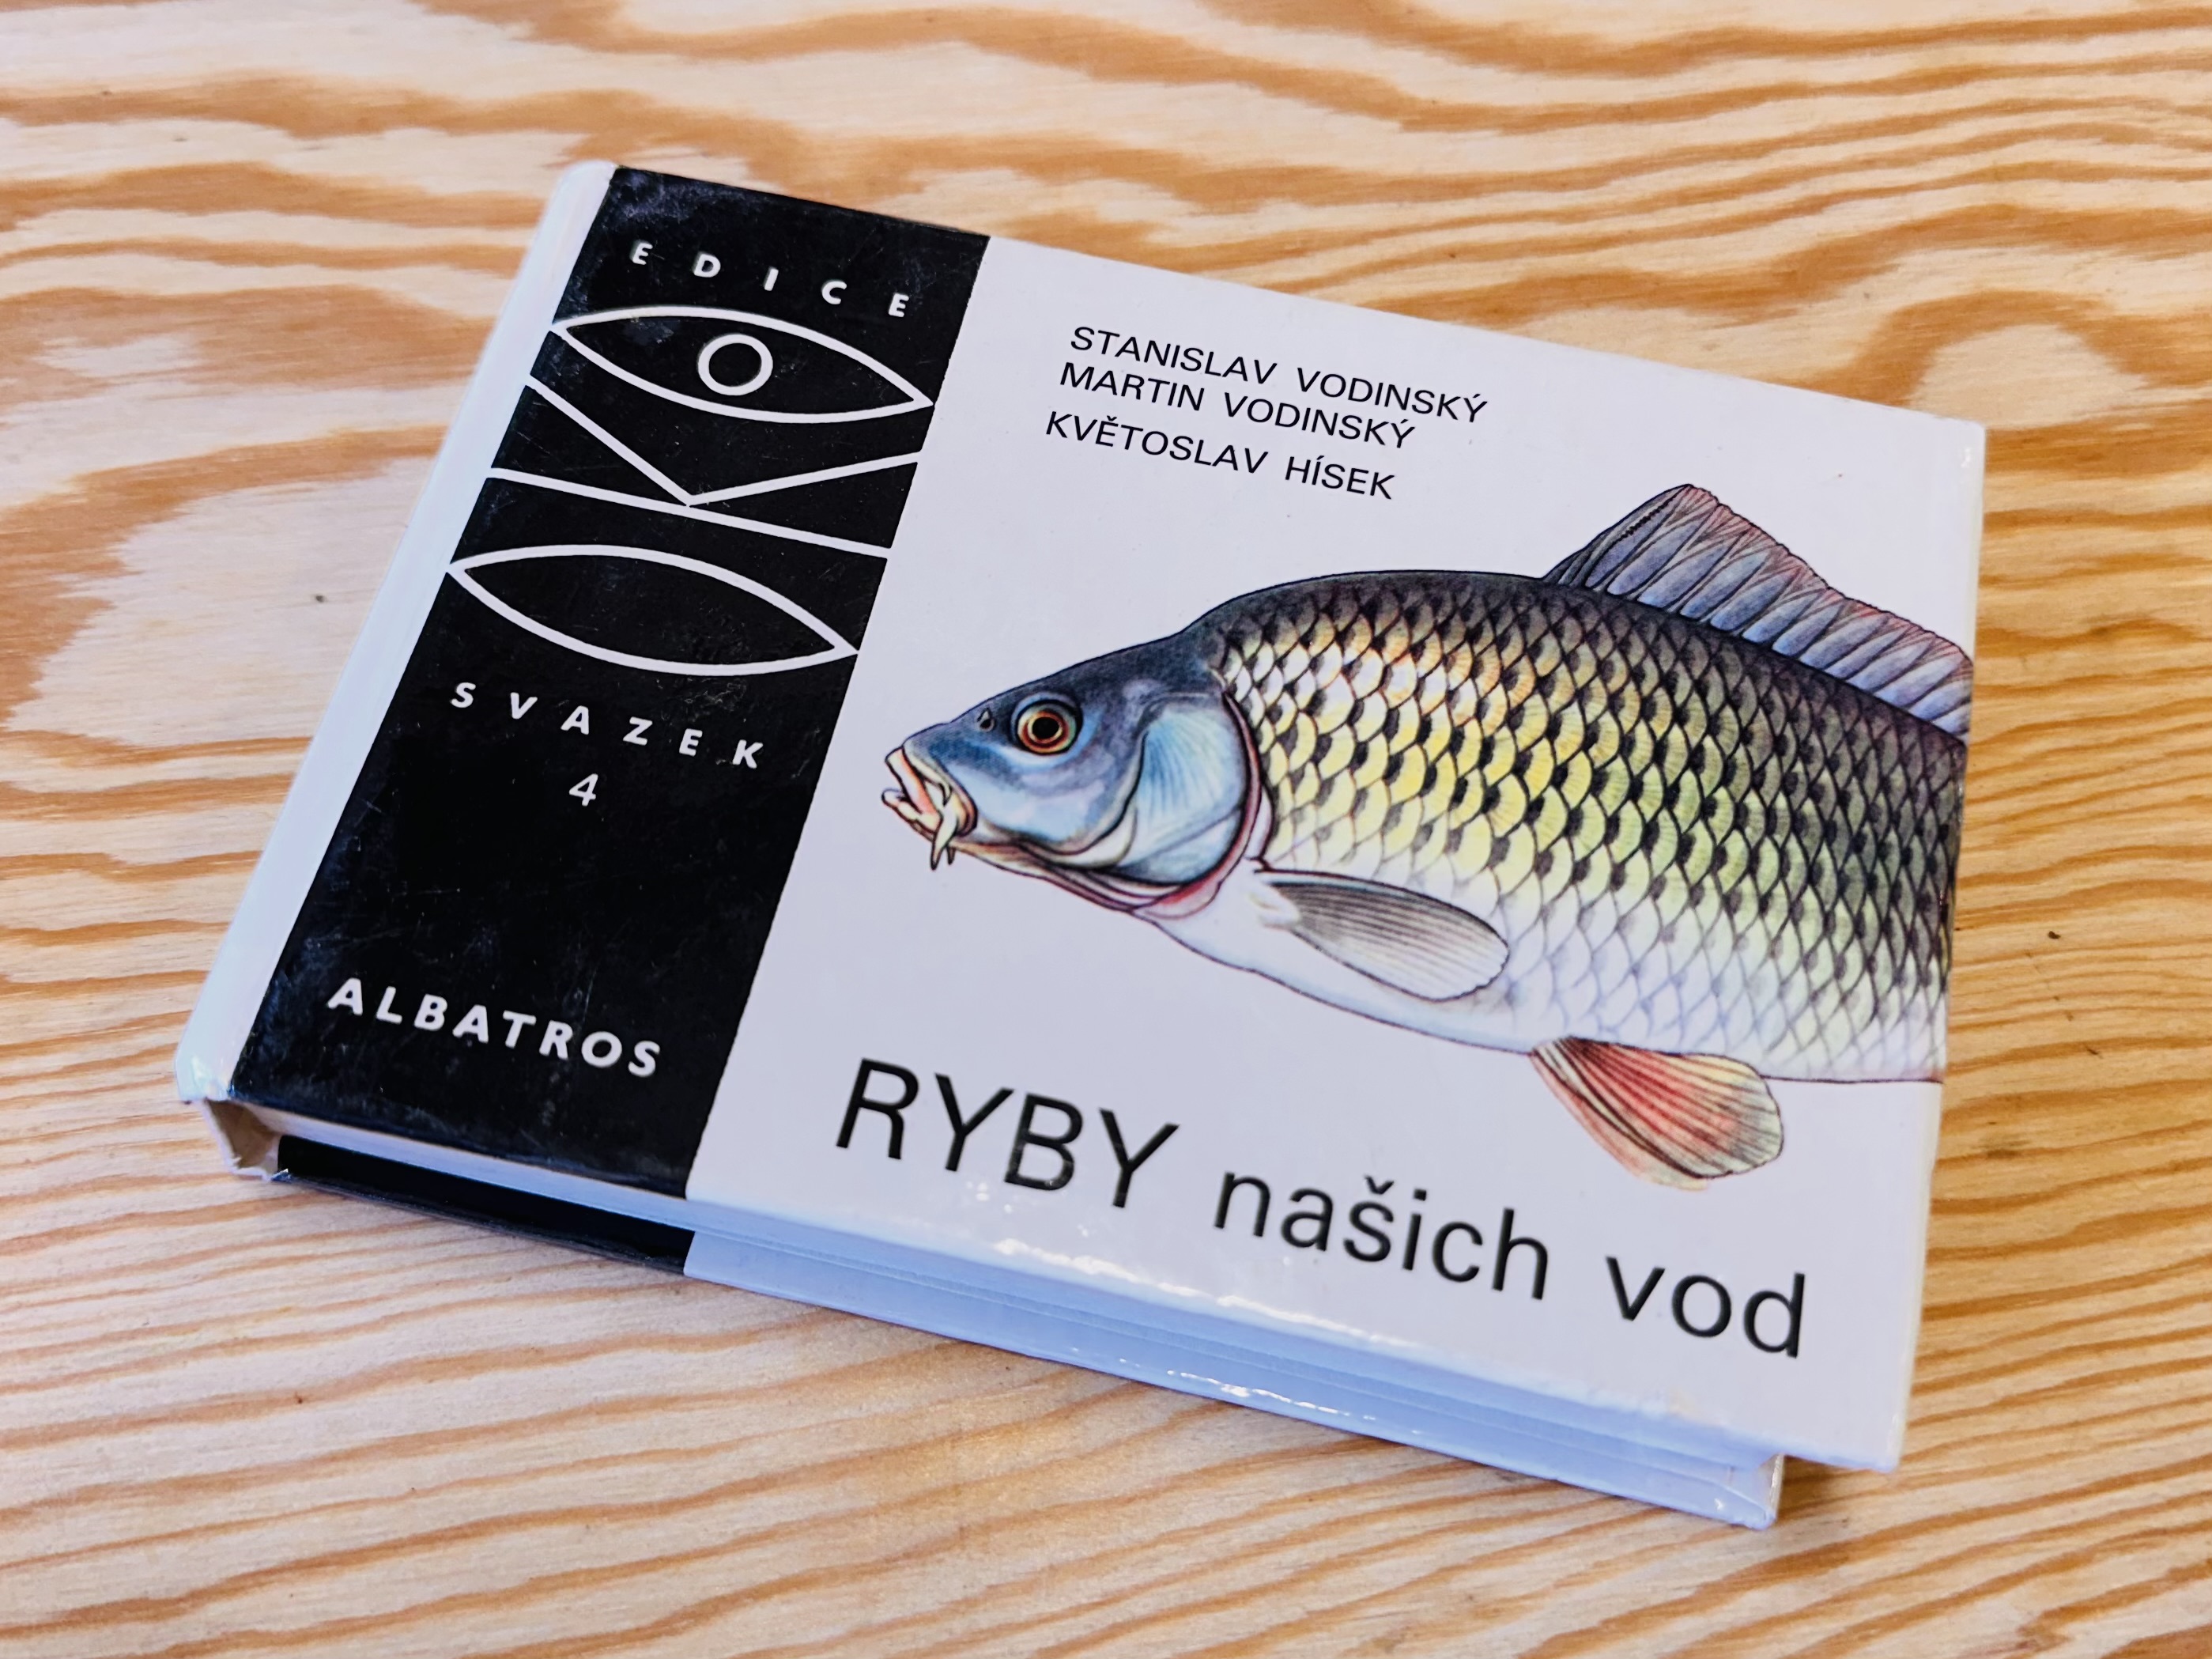 EDICE
OKO
SVAZEK
4
ALBATROS
STANISLAV VODINSKÝ
MARTIN VODINSKÝ
KVĚTOSLAV HÍSEK
RYBY našich vod